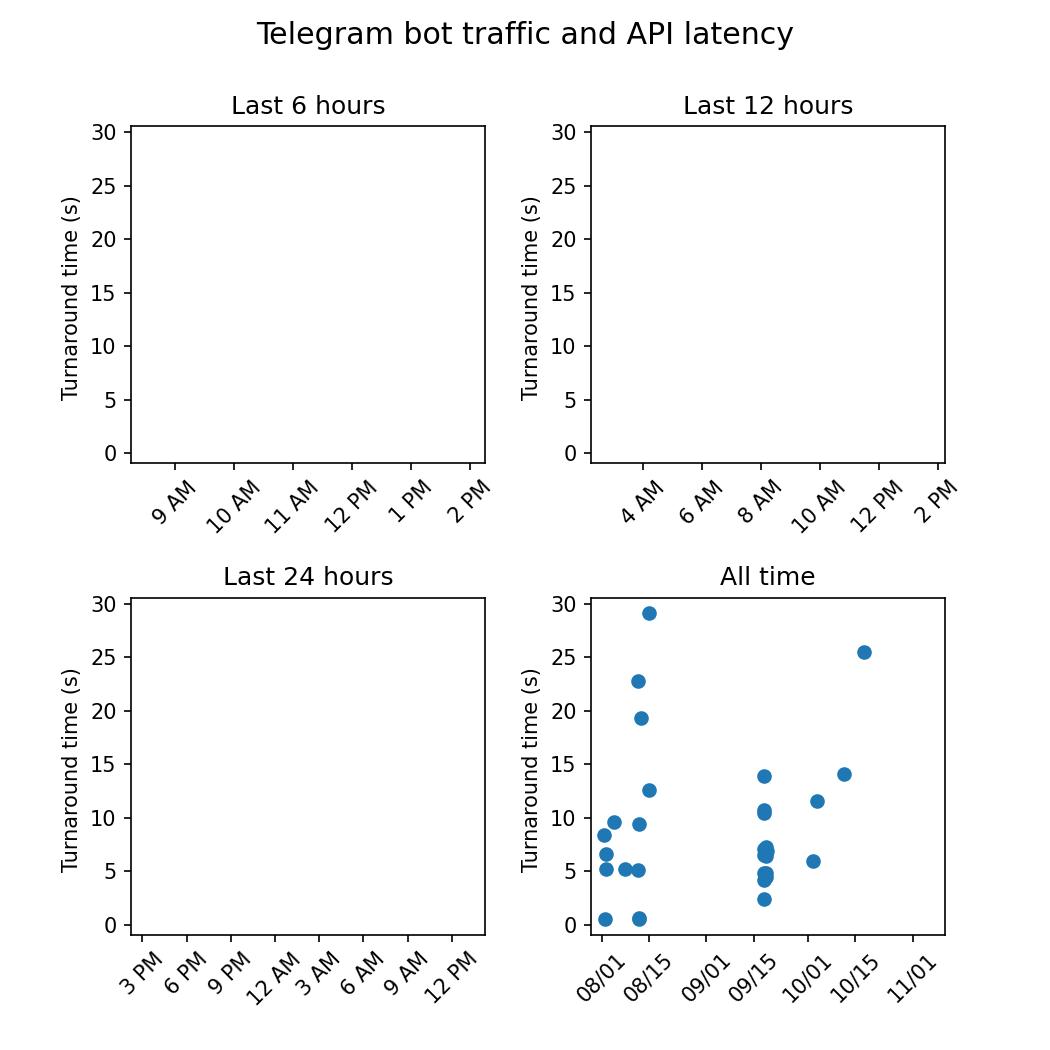 Telegram bot traffic and API latency
Last 6 hours
Turnaround time (s)
30
25
20
15
10
5
0
9 AM
10 AM
11 AM
12 PM
1 PM
2 PM
Last 12 hours
Turnaround time (s)
30
25
20
15
10
5
0
4 AM
6 AM
8 AM
10 AM
12 PM
2 PM
Last 24 hours
Turnaround time (s)
30
25
20
15
10
5
0
3 PM
6 PM
9 PM
12 AM
3 AM
6 AM
9 AM
12 PM
All time
Turnaround time (s)
30
25
20
15
10
5
0
08/01
08/15
09/01
09/15
10/01
10/15
11/01